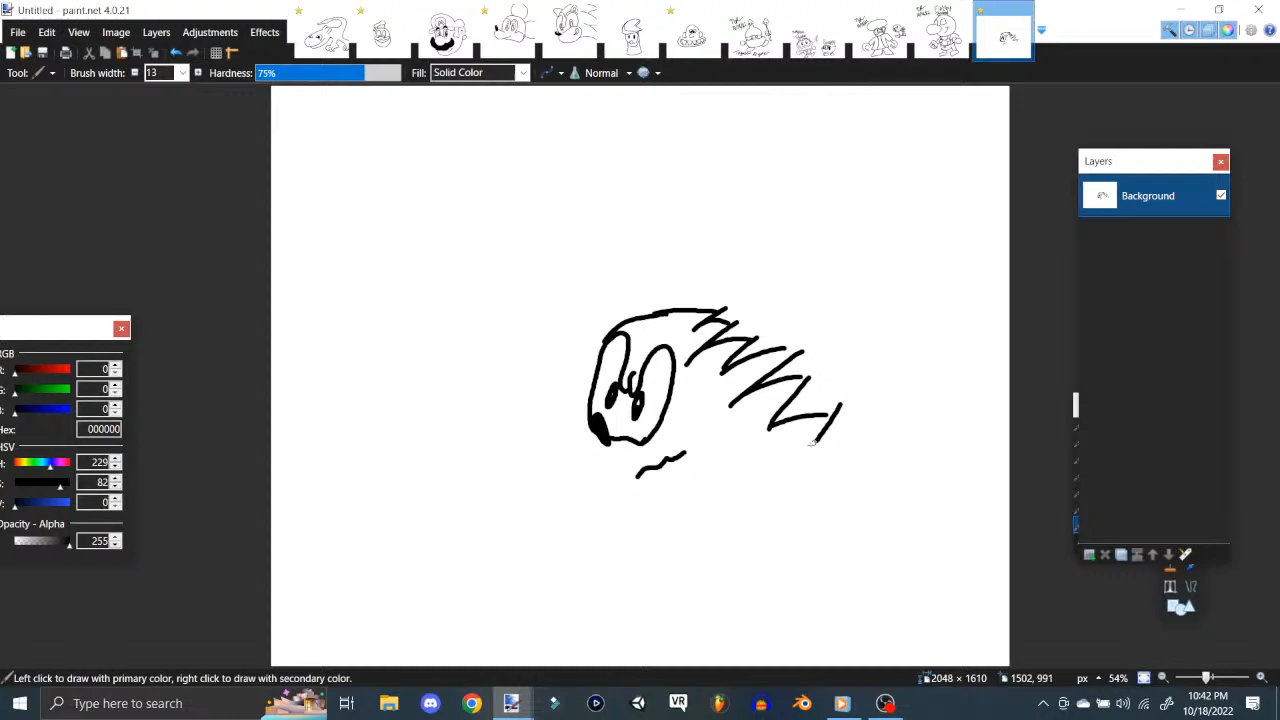 Untitled - paint.net 4.0.21
File Edit View Image Layers Adjustments Effects
Tool: Brush width: 13 Hardness: 75% Fill: Solid Color Normal
Layers
Background
RGB
R: 0
G: 0
B: 0
Hex: 000000
HSV
H: 229
S: 82
V: 0
Opacity - Alpha
255
Left click to draw with primary color, right click to draw with secondary color. 2048 × 1610 1502, 991 px 54%
Type here to search
VR
10:42 PM
10/18/2022